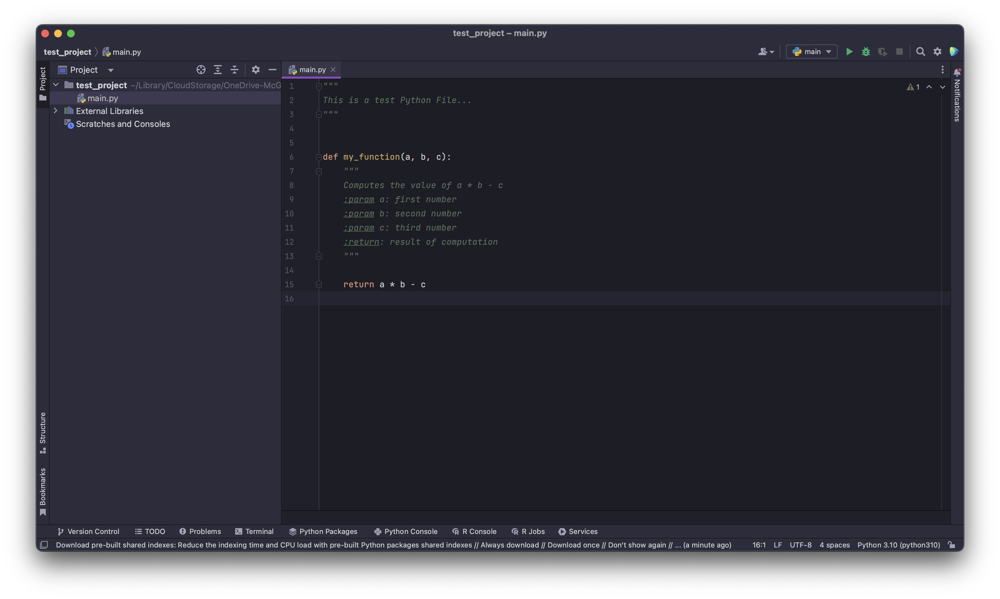 test_project – main.py
test_project main.py
main
Project
Project
main.py
test_project ~/Library/CloudStorage/OneDrive-McG
main.py
External Libraries
Scratches and Consoles
1 """
2 This is a test Python File...
3 """
4
5
6 def my_function(a, b, c):
7 """
8 Computes the value of a * b - c
9 :param a: first number
10 :param b: second number
11 :param c: third number
12 :return: result of computation
13 """
14
15 return a * b - c
16
1
Notifications
Structure
Bookmarks
Version Control TODO Problems Terminal Python Packages Python Console R Console R Jobs Services
Download pre-built shared indexes: Reduce the indexing time and CPU load with pre-built Python packages shared indexes // Always download // Download once // Don't show again // ... (a minute ago) 16:1 LF UTF-8 4 spaces Python 3.10 (python310)